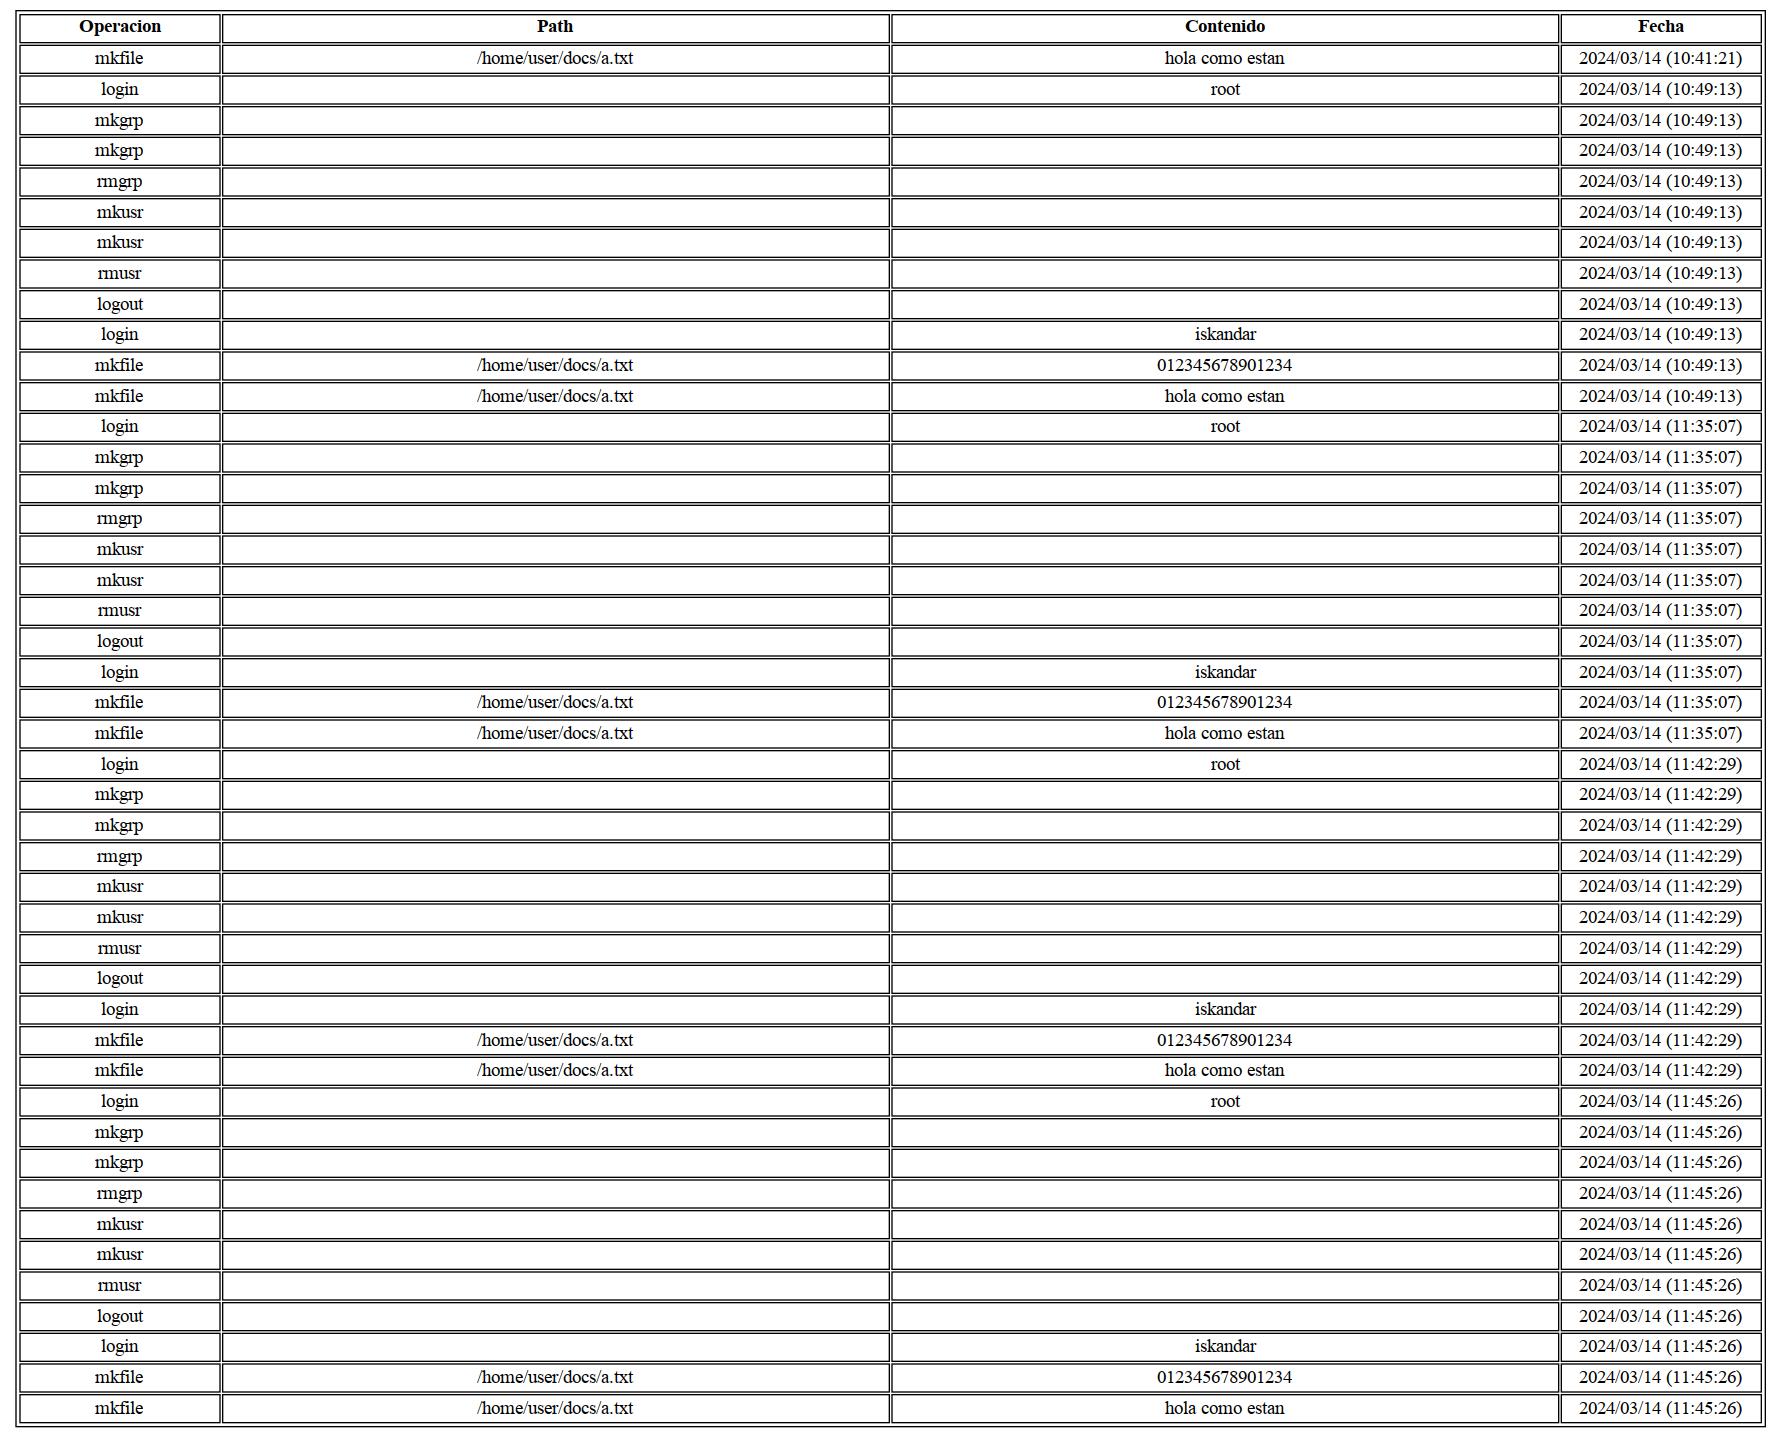 Operacion Path Contenido Fecha
mkfile /home/user/docs/a.txt hola como estan 2024/03/14 (10:41:21)
login root 2024/03/14 (10:49:13)
mkgrp 2024/03/14 (10:49:13)
mkgrp 2024/03/14 (10:49:13)
rmgrp 2024/03/14 (10:49:13)
mkusr 2024/03/14 (10:49:13)
mkusr 2024/03/14 (10:49:13)
rmusr 2024/03/14 (10:49:13)
logout 2024/03/14 (10:49:13)
login iskandar 2024/03/14 (10:49:13)
mkfile /home/user/docs/a.txt 012345678901234 2024/03/14 (10:49:13)
mkfile /home/user/docs/a.txt hola como estan 2024/03/14 (10:49:13)
login root 2024/03/14 (11:35:07)
mkgrp 2024/03/14 (11:35:07)
mkgrp 2024/03/14 (11:35:07)
rmgrp 2024/03/14 (11:35:07)
mkusr 2024/03/14 (11:35:07)
mkusr 2024/03/14 (11:35:07)
rmusr 2024/03/14 (11:35:07)
logout 2024/03/14 (11:35:07)
login iskandar 2024/03/14 (11:35:07)
mkfile /home/user/docs/a.txt 012345678901234 2024/03/14 (11:35:07)
mkfile /home/user/docs/a.txt hola como estan 2024/03/14 (11:35:07)
login root 2024/03/14 (11:42:29)
mkgrp 2024/03/14 (11:42:29)
mkgrp 2024/03/14 (11:42:29)
rmgrp 2024/03/14 (11:42:29)
mkusr 2024/03/14 (11:42:29)
mkusr 2024/03/14 (11:42:29)
rmusr 2024/03/14 (11:42:29)
logout 2024/03/14 (11:42:29)
login iskandar 2024/03/14 (11:42:29)
mkfile /home/user/docs/a.txt 012345678901234 2024/03/14 (11:42:29)
mkfile /home/user/docs/a.txt hola como estan 2024/03/14 (11:42:29)
login root 2024/03/14 (11:45:26)
mkgrp 2024/03/14 (11:45:26)
mkgrp 2024/03/14 (11:45:26)
rmgrp 2024/03/14 (11:45:26)
mkusr 2024/03/14 (11:45:26)
mkusr 2024/03/14 (11:45:26)
rmusr 2024/03/14 (11:45:26)
logout 2024/03/14 (11:45:26)
login iskandar 2024/03/14 (11:45:26)
mkfile /home/user/docs/a.txt 012345678901234 2024/03/14 (11:45:26)
mkfile /home/user/docs/a.txt hola como estan 2024/03/14 (11:45:26)